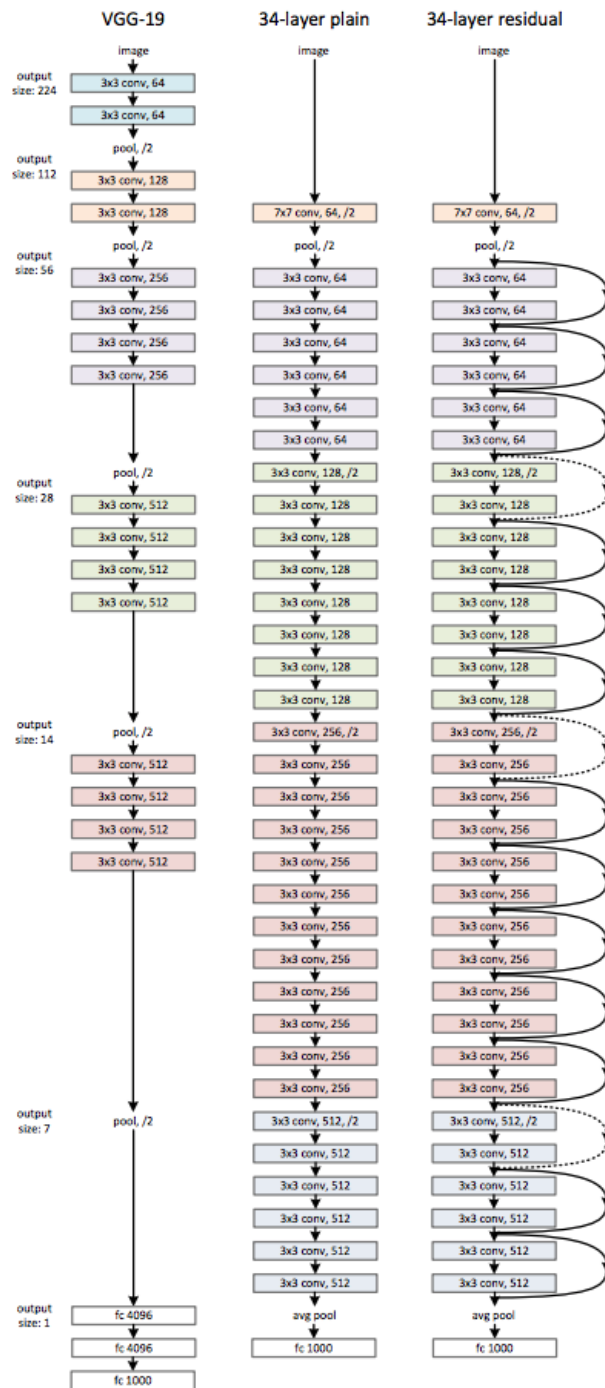 output
size: 224
output
size: 112
output
size: 56
output
size: 28
output
size: 14
output
size: 7
output
size: 1
VGG-19
image
3x3 conv, 64
3x3 conv, 64
pool, /2
3x3 conv, 128
3x3 conv, 128
pool, /2
3x3 conv, 256
3x3 conv, 256
3x3 conv, 256
3x3 conv, 256
pool, /2
3x3 conv, 512
3x3 conv, 512
3x3 conv, 512
3x3 conv, 512
pool, /2
3x3 conv, 512
3x3 conv, 512
3x3 conv, 512
3x3 conv, 512
pool, /2
fc 4096
fc 4096
fc 1000
34-layer plain
image
7x7 conv, 64, /2
pool, /2
3x3 conv, 64
3x3 conv, 64
3x3 conv, 64
3x3 conv, 64
3x3 conv, 64
3x3 conv, 64
3x3 conv, 128, /2
3x3 conv, 128
3x3 conv, 128
3x3 conv, 128
3x3 conv, 128
3x3 conv, 128
3x3 conv, 128
3x3 conv, 128
3x3 conv, 256, /2
3x3 conv, 256
3x3 conv, 256
3x3 conv, 256
3x3 conv, 256
3x3 conv, 256
3x3 conv, 256
3x3 conv, 256
3x3 conv, 256
3x3 conv, 256
3x3 conv, 256
3x3 conv, 256
3x3 conv, 512, /2
3x3 conv, 512
3x3 conv, 512
3x3 conv, 512
3x3 conv, 512
3x3 conv, 512
avg pool
fc 1000
34-layer residual
image
7x7 conv, 64, /2
pool, /2
3x3 conv, 64
3x3 conv, 64
3x3 conv, 64
3x3 conv, 64
3x3 conv, 64
3x3 conv, 64
3x3 conv, 128, /2
3x3 conv, 128
3x3 conv, 128
3x3 conv, 128
3x3 conv, 128
3x3 conv, 128
3x3 conv, 128
3x3 conv, 128
3x3 conv, 256, /2
3x3 conv, 256
3x3 conv, 256
3x3 conv, 256
3x3 conv, 256
3x3 conv, 256
3x3 conv, 256
3x3 conv, 256
3x3 conv, 256
3x3 conv, 256
3x3 conv, 256
3x3 conv, 256
3x3 conv, 512, /2
3x3 conv, 512
3x3 conv, 512
3x3 conv, 512
3x3 conv, 512
3x3 conv, 512
avg pool
fc 1000